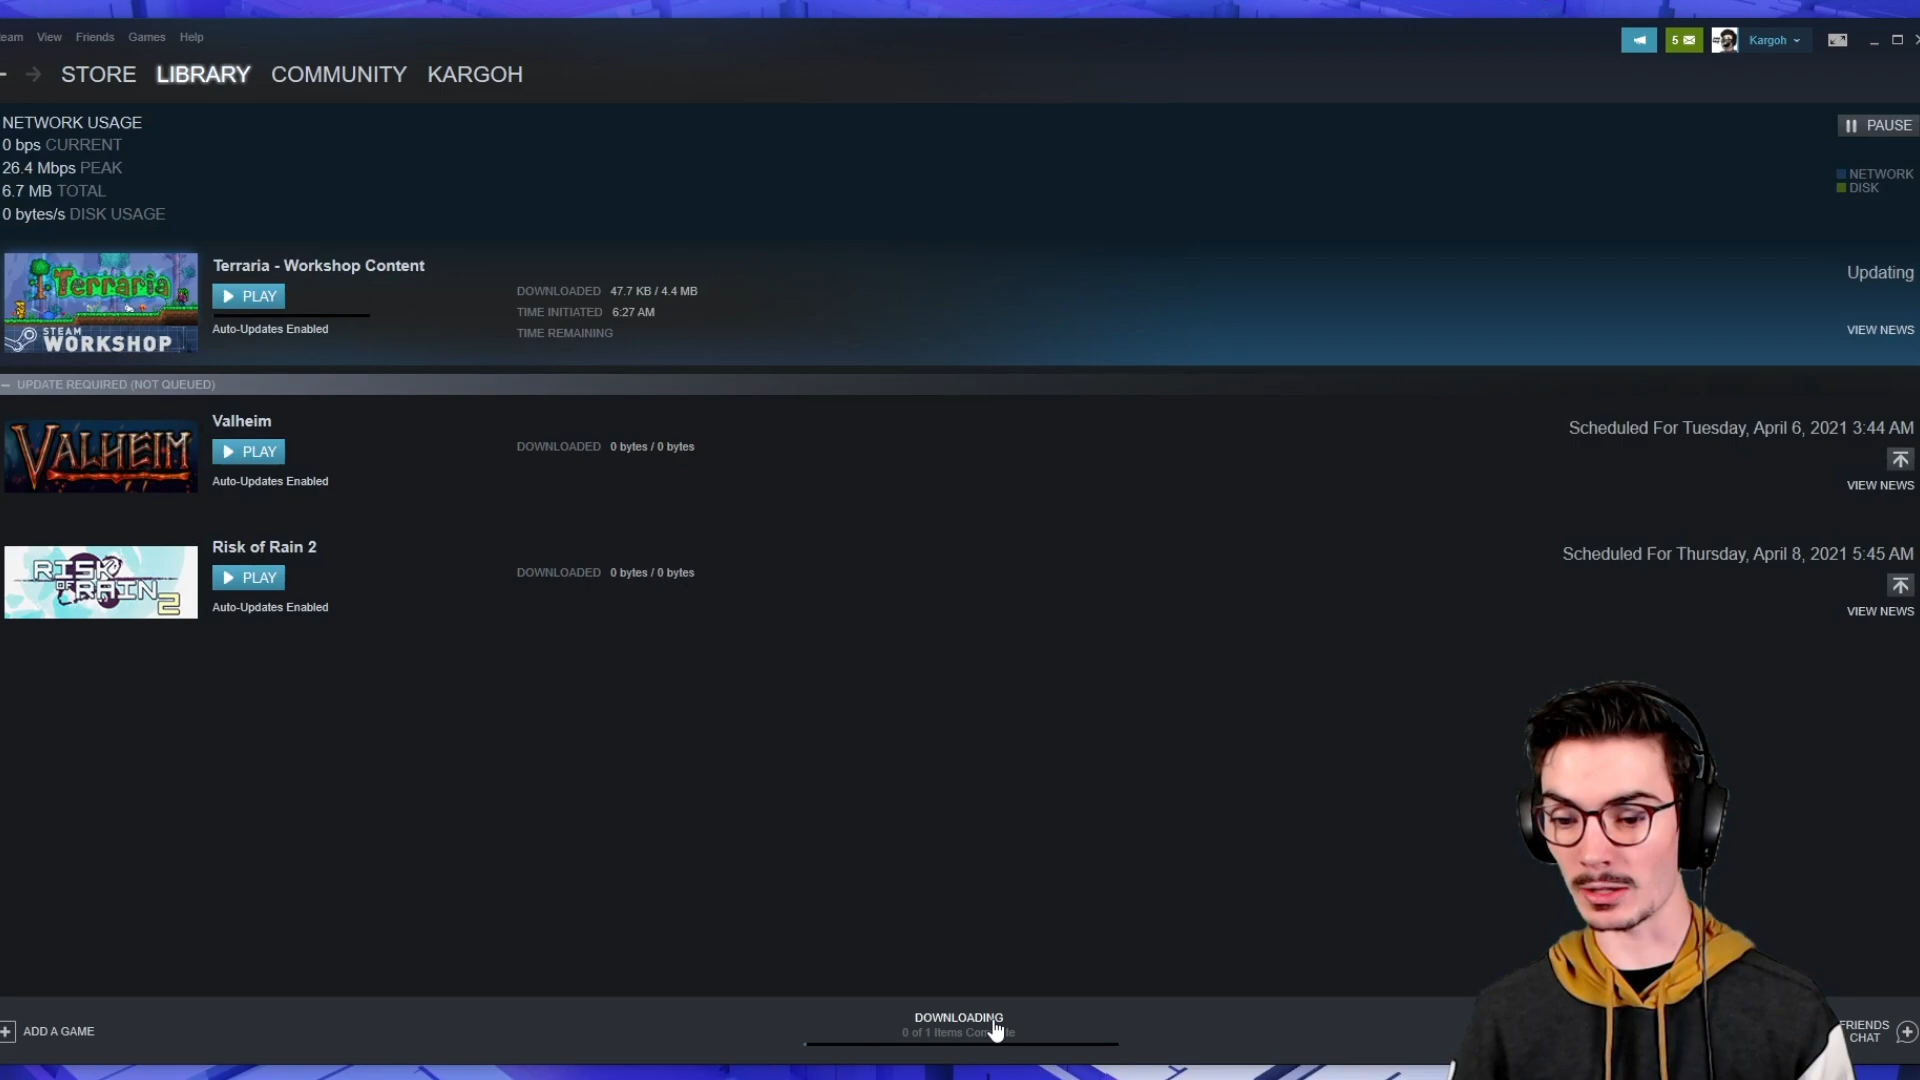 eam View Friends Games Help
5 Kargoh
STORE LIBRARY COMMUNITY KARGOH
NETWORK USAGE
0 bps CURRENT
26.4 Mbps PEAK
6.7 MB TOTAL
0 bytes/s DISK USAGE
PAUSE
NETWORK
DISK
Terraria
STEAM
WORKSHOP
Terraria - Workshop Content
PLAY
Auto-Updates Enabled
DOWNLOADED 47.7 KB / 4.4 MB
TIME INITIATED 6:27 AM
TIME REMAINING
Updating
VIEW NEWS
UPDATE REQUIRED (NOT QUEUED)
VALHEIM
Valheim
PLAY
Auto-Updates Enabled
DOWNLOADED 0 bytes / 0 bytes
Scheduled For Tuesday, April 6, 2021 3:44 AM
VIEW NEWS
RISK
OF
RAIN 2
Risk of Rain 2
PLAY
Auto-Updates Enabled
DOWNLOADED 0 bytes / 0 bytes
Scheduled For Thursday, April 8, 2021 5:45 AM
VIEW NEWS
ADD A GAME
DOWNLOADING
0 of 1 Items Com te
FRIENDS
CHAT